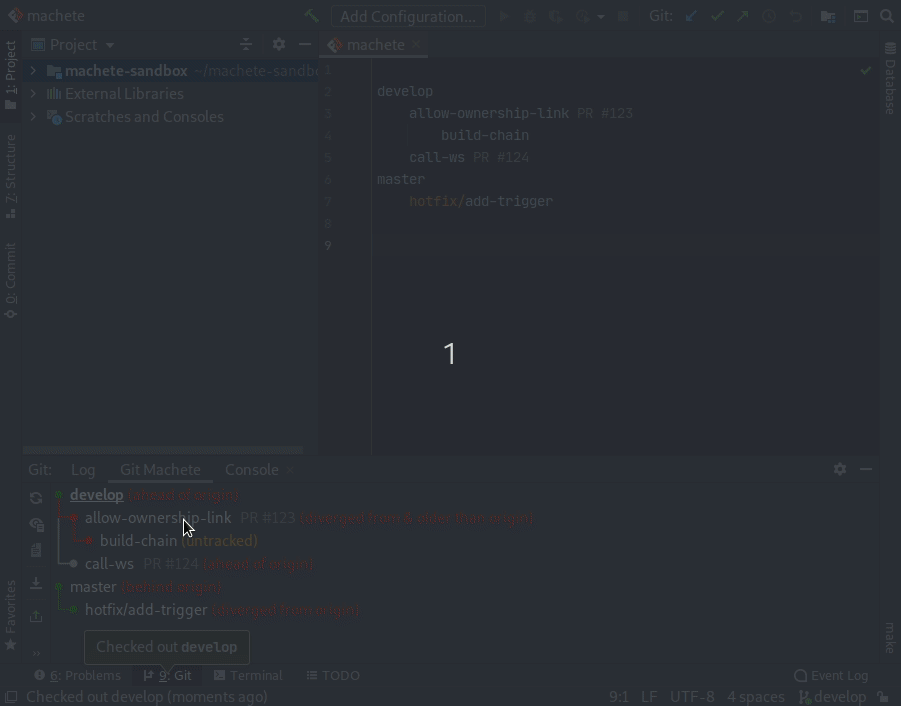 machete
Add Configuration...
Git:
1: Project
Project
machete
machete-sandbox ~/machete-sandbo
External Libraries
Scratches and Consoles
Z: Structure
0: Commit
Favorites
1
2 develop
3 allow-ownership-link PR #123
4 build-chain
5 call-ws PR #124
6 master
7 hotfix/add-trigger
8
9
Database
make
1
Git: Log Git Machete Console
develop (ahead of origin)
allow-ownership-link PR #123 (diverged from & older than origin)
build-chain (untracked)
call-ws PR #124 (ahead of origin)
master (behind origin)
hotfix/add-trigger (diverged from origin)
Checked out develop
6: Problems 9: Git Terminal TODO Event Log
Checked out develop (moments ago) 9:1 LF UTF-8 4 spaces develop